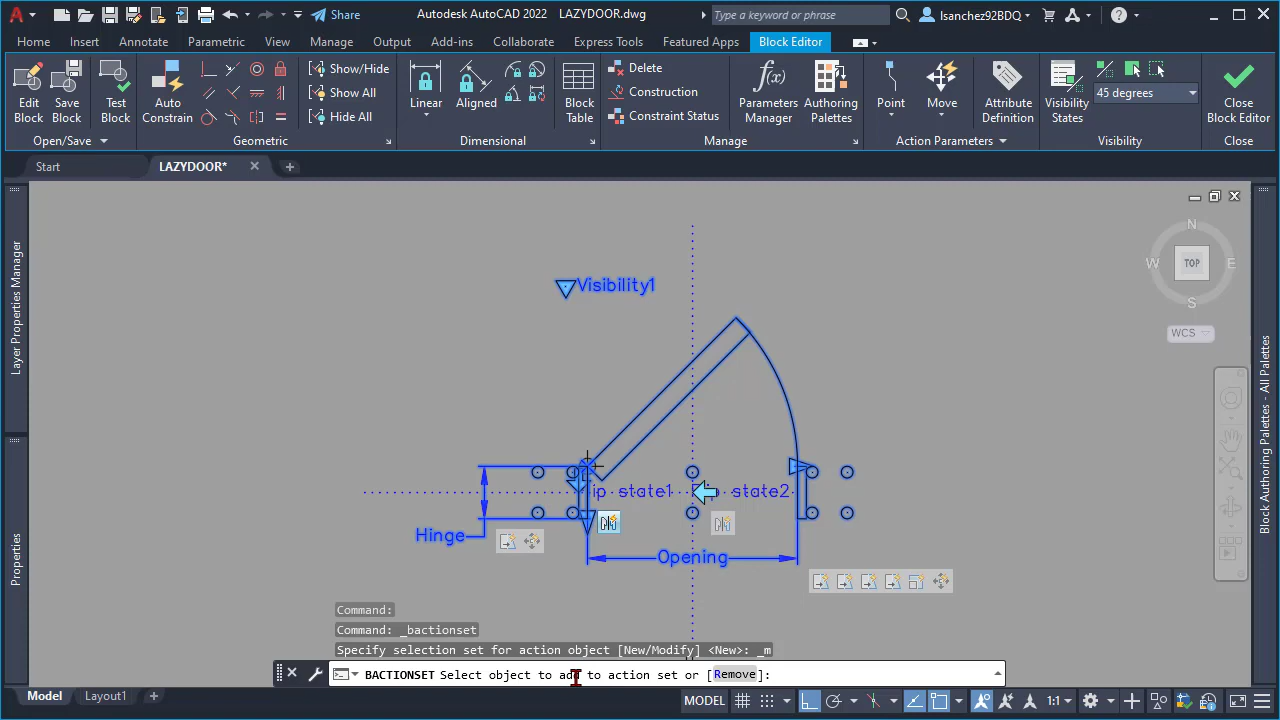 Share
Autodesk AutoCAD 2022 LAZYDOOR.dwg
Type a keyword or phrase
lsanchez92BDQ
Home Insert Annotate Parametric View Manage Output Add-ins Collaborate Express Tools Featured Apps Block Editor
Edit Block
Save Block
Test Block
Auto Constrain
Show/Hide
Show All
Hide All
Linear
Aligned
Block Table
Delete
Construction
Constraint Status
Parameters Manager
Authoring Palettes
Point
Move
Attribute Definition
Visibility States
45 degrees
Close Block Editor
Open/Save
Geometric
Dimensional
Manage
Action Parameters
Visibility
Close
Start
LAZYDOOR*
Layer Properties Manager
Properties
Block Authoring Palettes - All Palettes
N
W TOP E
S
WCS
Visibility1
ip state1
state2
Hinge
Opening
Command:
Command: _bactionset
Specify selection set for action object [New/Modify] <New>: _m
BACTIONSET Select object to add to action set or [Remove]:
Model Layout1
MODEL
1:1